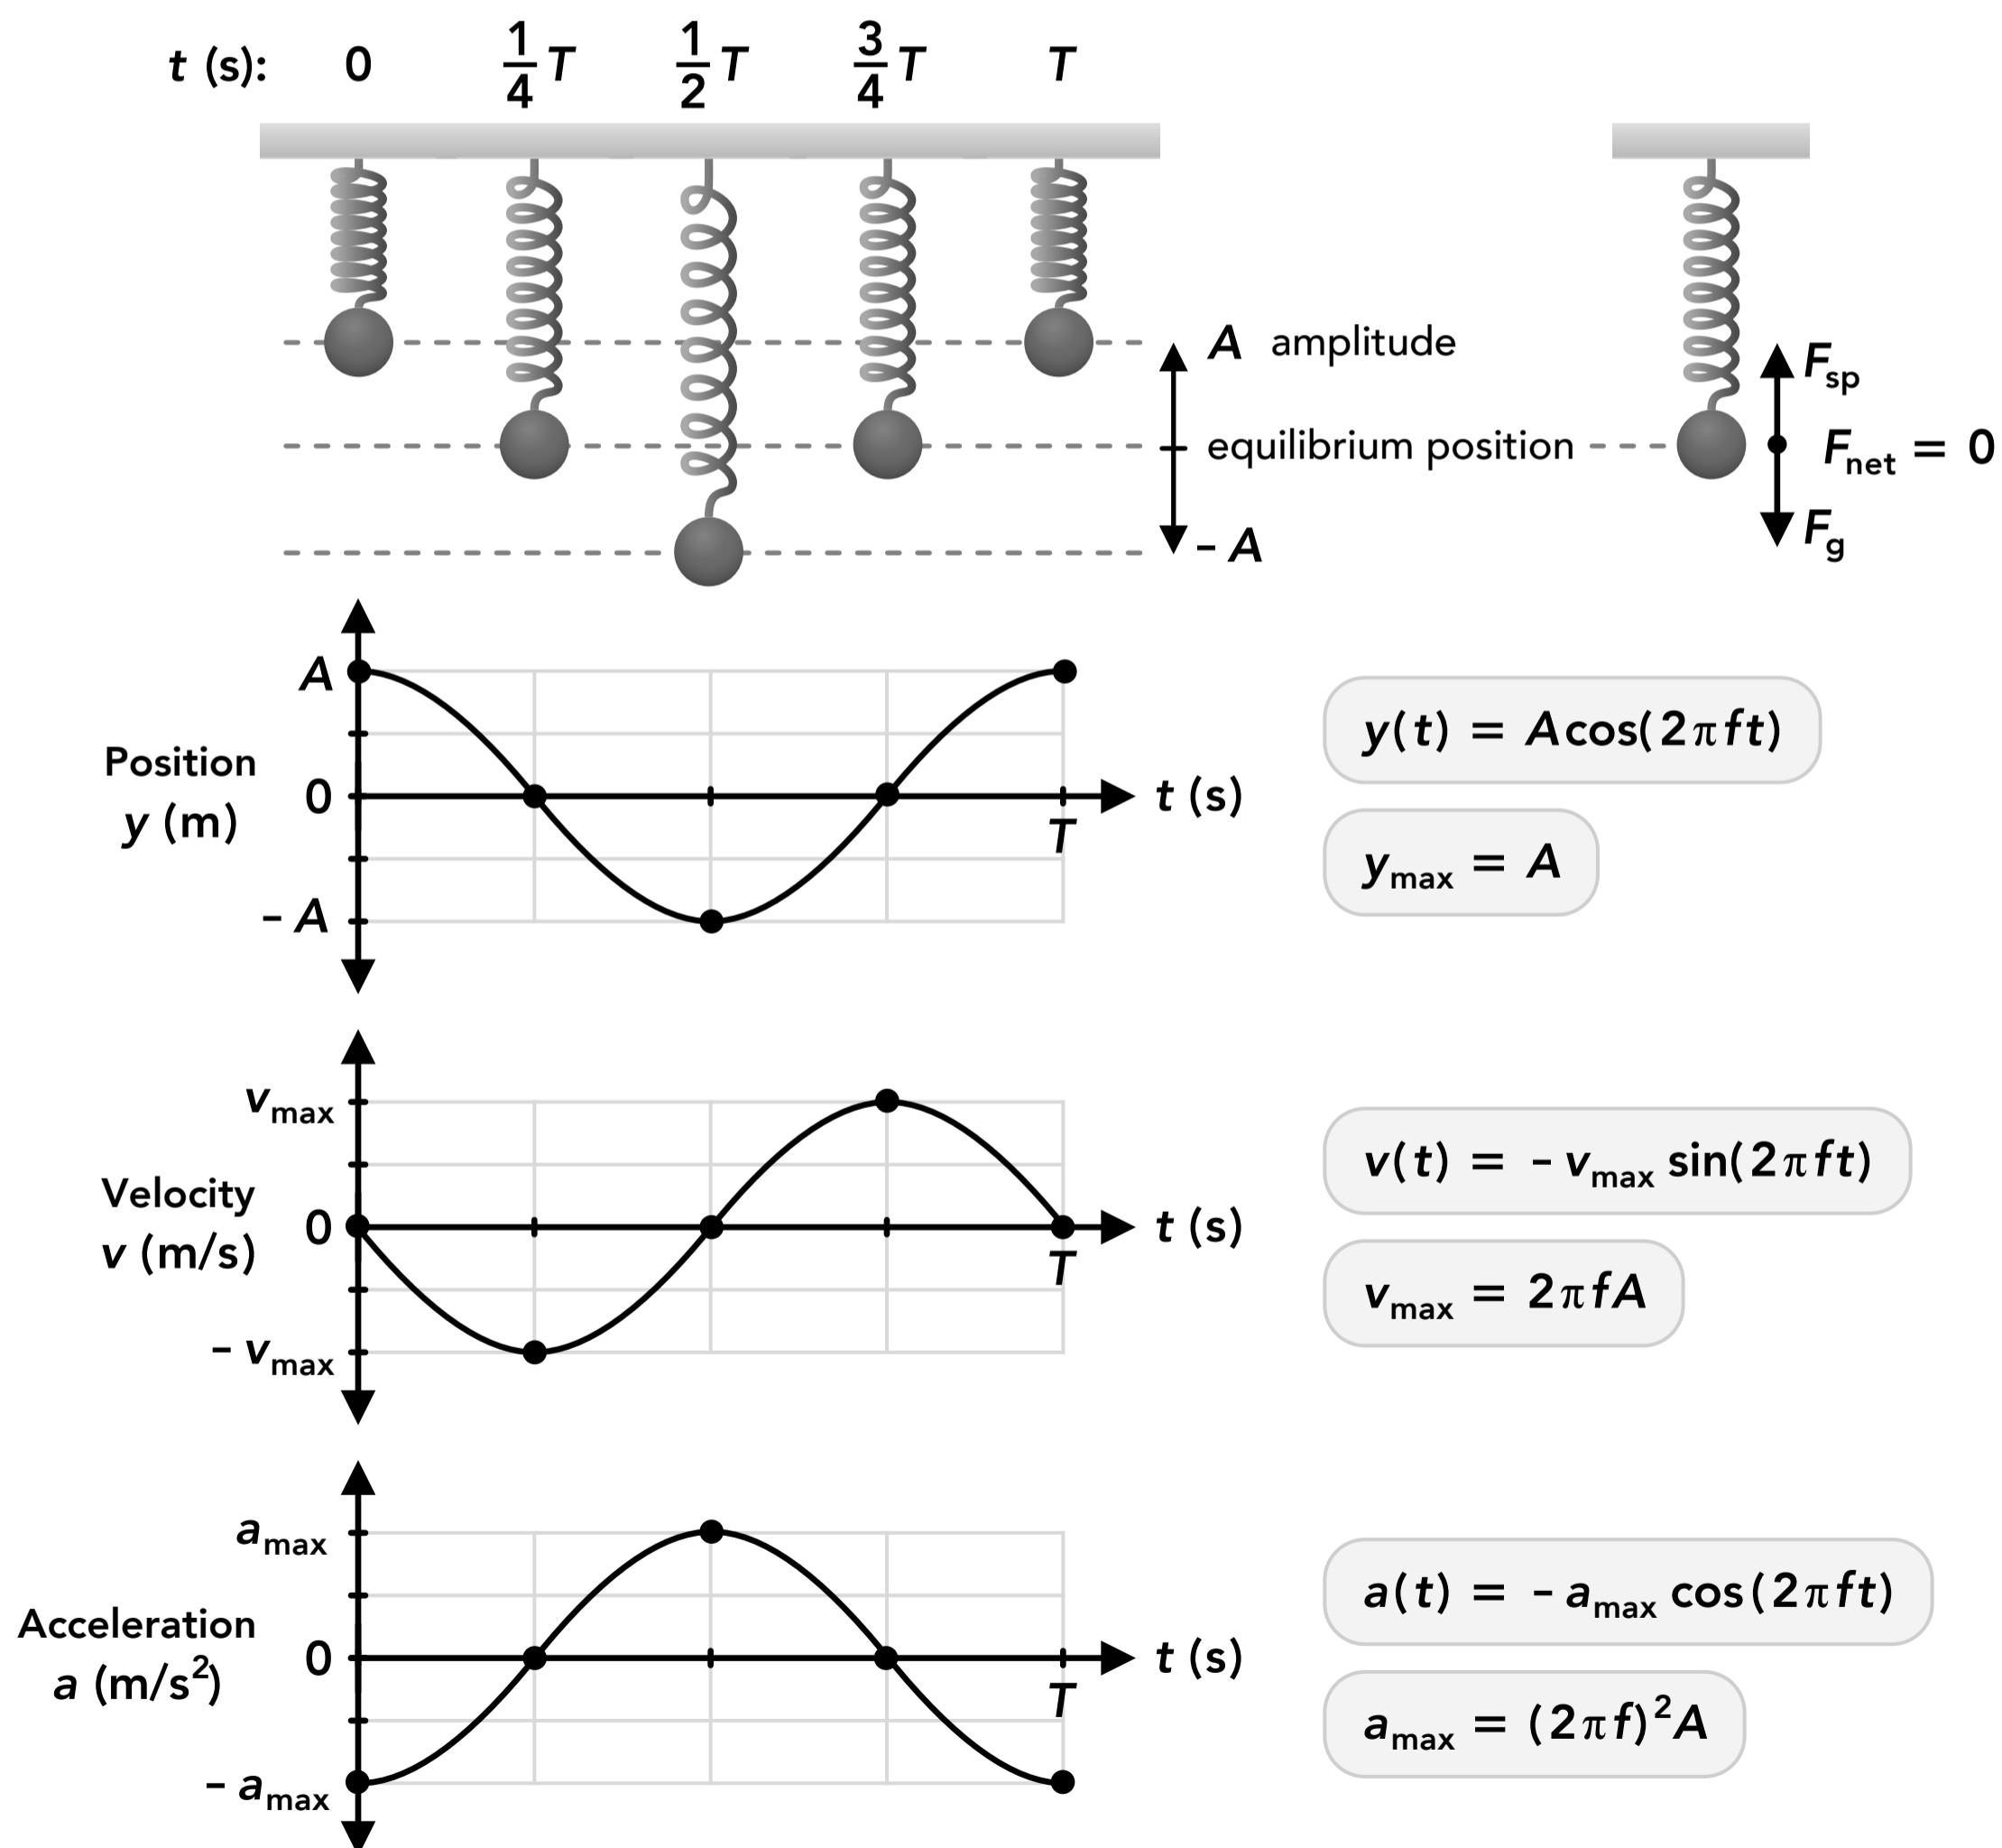 t (s): 0 1/4 T 1/2 T 3/4 T T
A amplitude
F_sp
equilibrium position
F_net = 0
– A
F_g
A
Position
y (m)
0
t (s)
T
– A
y(t) = A cos(2πft)
y_max = A
v_max
Velocity
v (m/s)
0
t (s)
T
– v_max
v(t) = – v_max sin(2πft)
v_max = 2πfA
a_max
Acceleration
a (m/s²)
0
t (s)
T
– a_max
a(t) = – a_max cos(2πft)
a_max = (2πf)²A